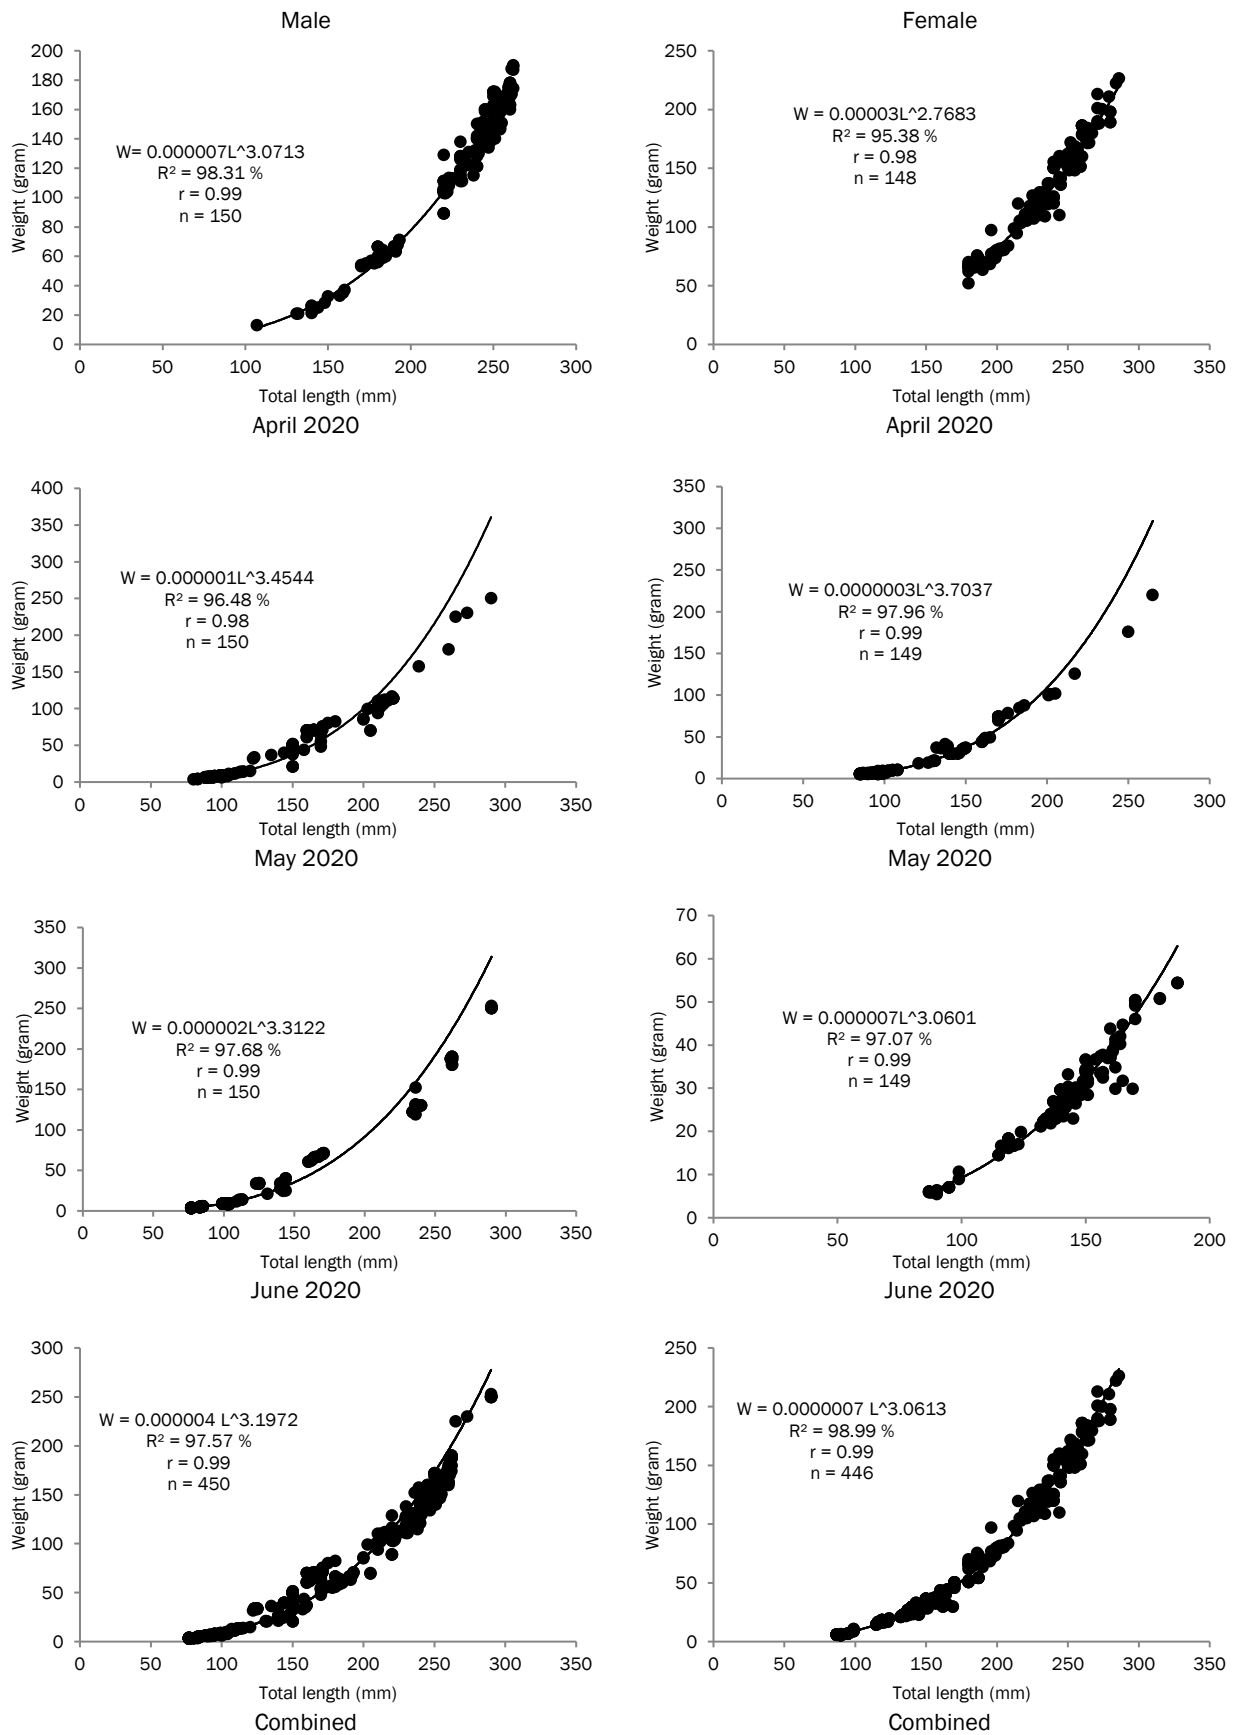 Male
Female
200
180
160
140
120
100
80
60
40
20
0
Weight (gram)
W= 0.000007L^3.0713
R² = 98.31 %
r = 0.99
n = 150
0 100 150 200 250 300
Total length (mm)
April 2020
250
200
150
100
50
0
Weight (gram)
W = 0.00003L^2.7683
R² = 95.38 %
r = 0.98
n = 148
0 100 150 200 250 300 350
Total length (mm)
April 2020
400
350
300
250
200
150
100
50
0
Weight (gram)
W = 0.000001L^3.4544
R² = 96.48 %
r = 0.98
n = 150
0 50 100 150 200 250 300 350
Total length (mm)
May 2020
350
300
250
200
150
100
50
0
Weight (gram)
W = 0.0000003L^3.7037
R² = 97.96 %
r = 0.99
n = 149
0 50 100 150 200 250 300
Total length (mm)
May 2020
350
300
250
200
150
100
50
0
Weight (gram)
W = 0.000002L^3.3122
R² = 97.68 %
r = 0.99
n = 150
0 50 100 150 200 250 300 350
Total length (mm)
June 2020
70
60
50
40
30
20
10
0
Weight (gram)
W = 0.000007L^3.0601
R² = 97.07 %
r = 0.99
n = 149
0 50 100 150 200
Total length (mm)
June 2020
300
250
200
150
100
50
0
Weight (gram)
W = 0.000004 L^3.1972
R² = 97.57 %
r = 0.99
n = 450
0 50 100 150 200 250 300 350
Total length (mm)
Combined
250
200
150
100
50
0
Weight (gram)
W = 0.0000007 L^3.0613
R² = 98.99 %
r = 0.99
n = 446
0 50 100 150 200 250 300 350
Total length (mm)
Combined